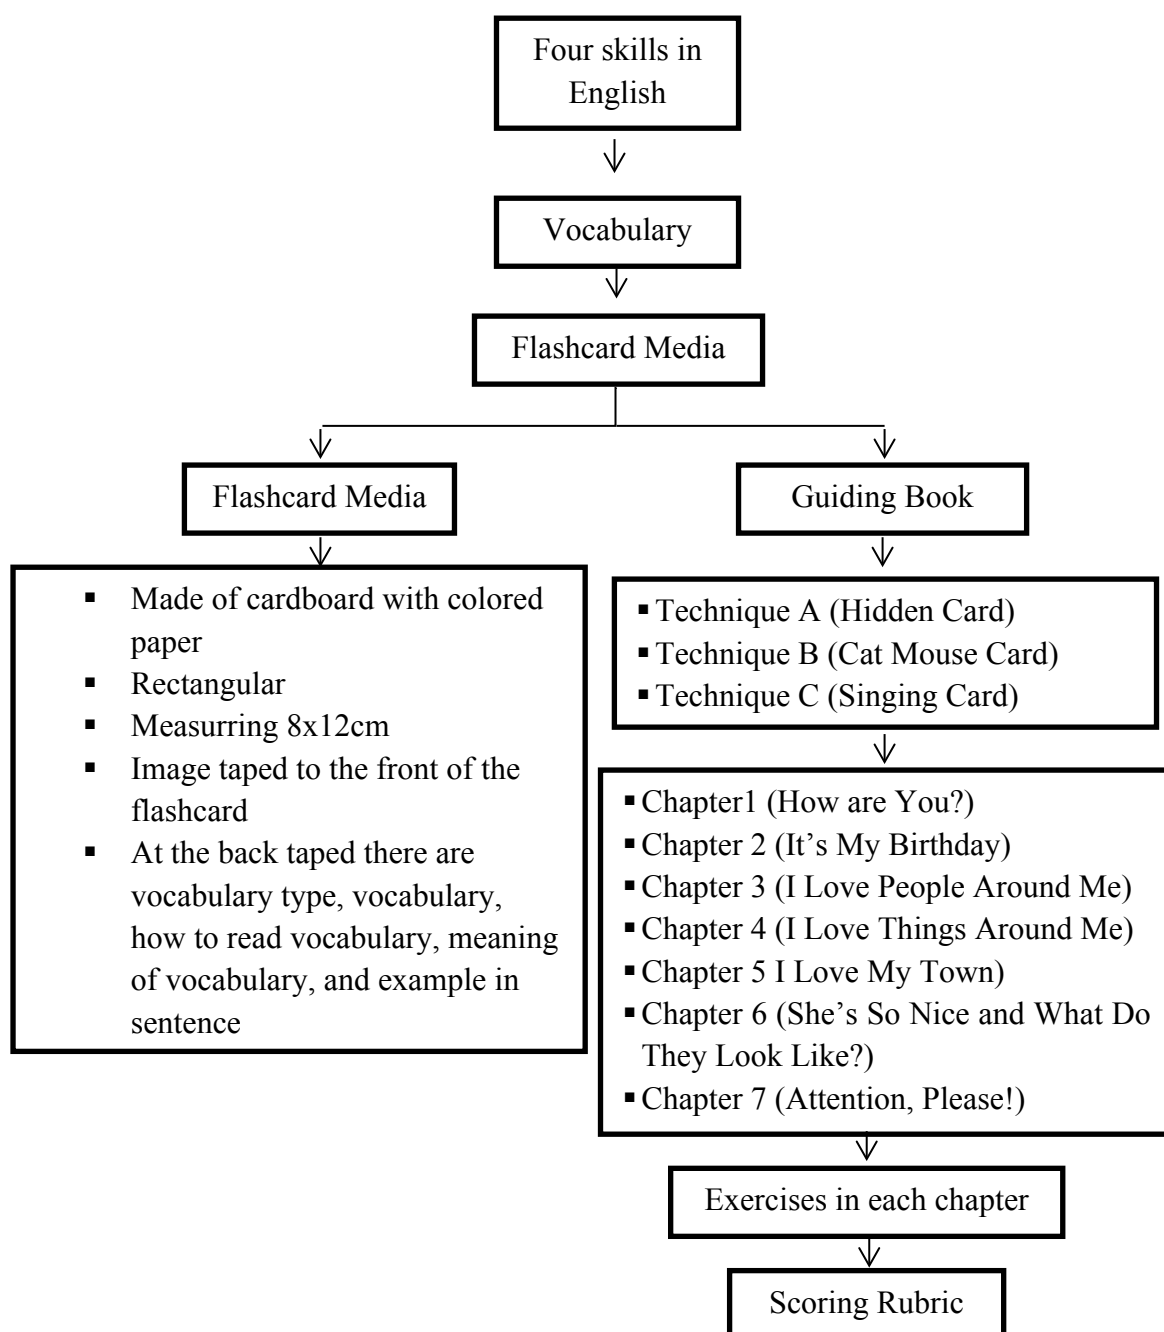 Four skills in
English
Vocabulary
Flashcard Media
Flashcard Media
▪ Made of cardboard with colored
paper
▪ Rectangular
▪ Measurring 8x12cm
▪ Image taped to the front of the
flashcard
▪ At the back taped there are
vocabulary type, vocabulary,
how to read vocabulary, meaning
of vocabulary, and example in
sentence
Guiding Book
▪ Technique A (Hidden Card)
▪ Technique B (Cat Mouse Card)
▪ Technique C (Singing Card)
▪ Chapter1 (How are You?)
▪ Chapter 2 (It’s My Birthday)
▪ Chapter 3 (I Love People Around Me)
▪ Chapter 4 (I Love Things Around Me)
▪ Chapter 5 I Love My Town)
▪ Chapter 6 (She’s So Nice and What Do
They Look Like?)
▪ Chapter 7 (Attention, Please!)
Exercises in each chapter
Scoring Rubric